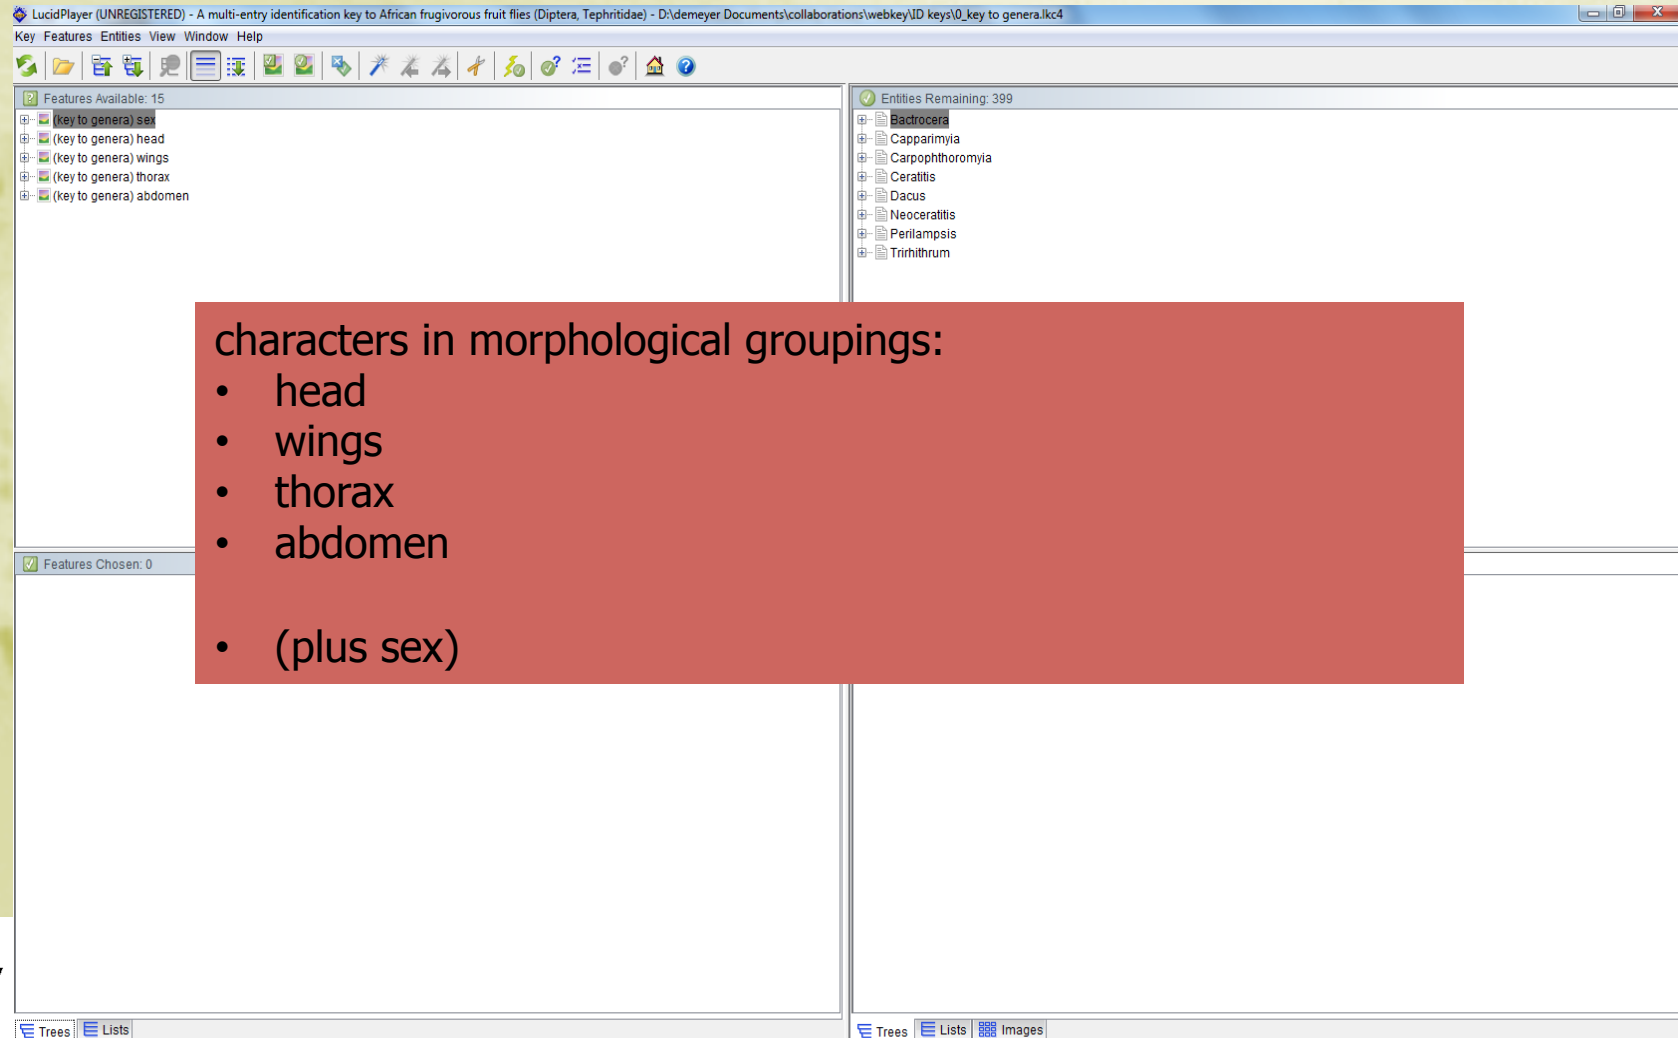 LucidPlayer (UNREGISTERED) - A multi-entry identification key to African frugivorous fruit flies (Diptera, Tephritidae) - D:\demeyer Documents\collaborations\webkey\ID keys\0_key to genera.lkc4
Key Features Entities View Window Help
Features Available: 15
(key to genera) sex
(key to genera) head
(key to genera) wings
(key to genera) thorax
(key to genera) abdomen
Entities Remaining: 399
Bactrocera
Capparimyia
Carpophthoromyia
Ceratitis
Dacus
Neoceratitis
Perilampsis
Trirhithrum
characters in morphological groupings:
• head
• wings
• thorax
• abdomen
• (plus sex)
Features Chosen: 0
Trees Lists
Trees Lists Images